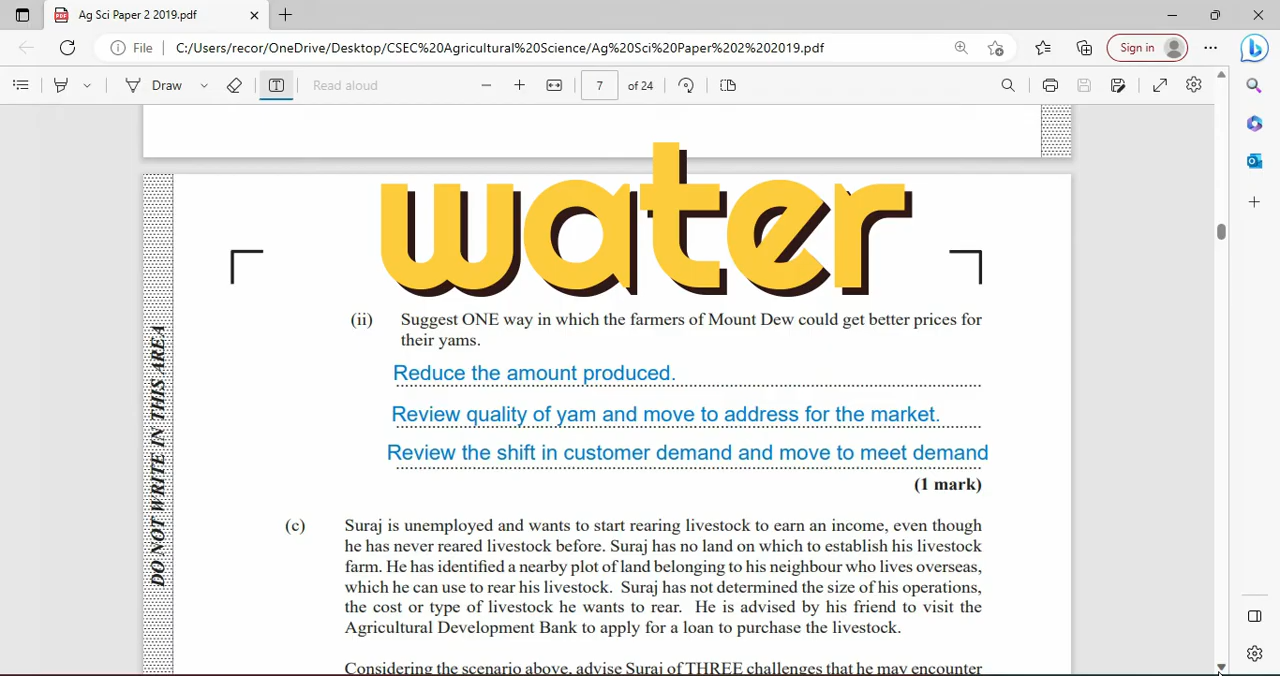 Ag Sci Paper 2 2019.pdf
File C:/Users/recor/OneDrive/Desktop/CSEC%20Agricultural%20Science/Ag%20Sci%20Paper%202%202019.pdf
Sign in
Draw
Read aloud
7 of 24
water
DO NOT WRITE IN THIS AREA
(ii) Suggest ONE way in which the farmers of Mount Dew could get better prices for
their yams.
Reduce the amount produced.
Review quality of yam and move to address for the market.
Review the shift in customer demand and move to meet demand
(1 mark)
(c) Suraj is unemployed and wants to start rearing livestock to earn an income, even though
he has never reared livestock before. Suraj has no land on which to establish his livestock
farm. He has identified a nearby plot of land belonging to his neighbour who lives overseas,
which he can use to rear his livestock. Suraj has not determined the size of his operations,
the cost or type of livestock he wants to rear. He is advised by his friend to visit the
Agricultural Development Bank to apply for a loan to purchase the livestock.
Considering the scenario above, advise Suraj of THREE challenges that he may encounter